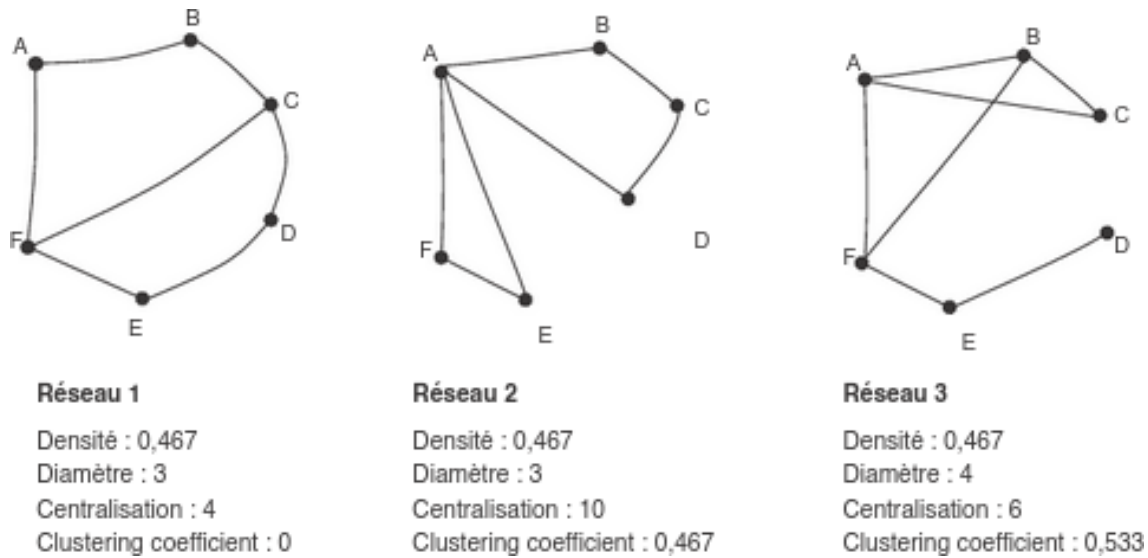 A
B
C
D
E
F
A
B
C
D
E
F
A
B
C
D
E
F
Réseau 1
Densité : 0,467
Diamètre : 3
Centralisation : 4
Clustering coefficient : 0
Réseau 2
Densité : 0,467
Diamètre : 3
Centralisation : 10
Clustering coefficient : 0,467
Réseau 3
Densité : 0,467
Diamètre : 4
Centralisation : 6
Clustering coefficient : 0,533